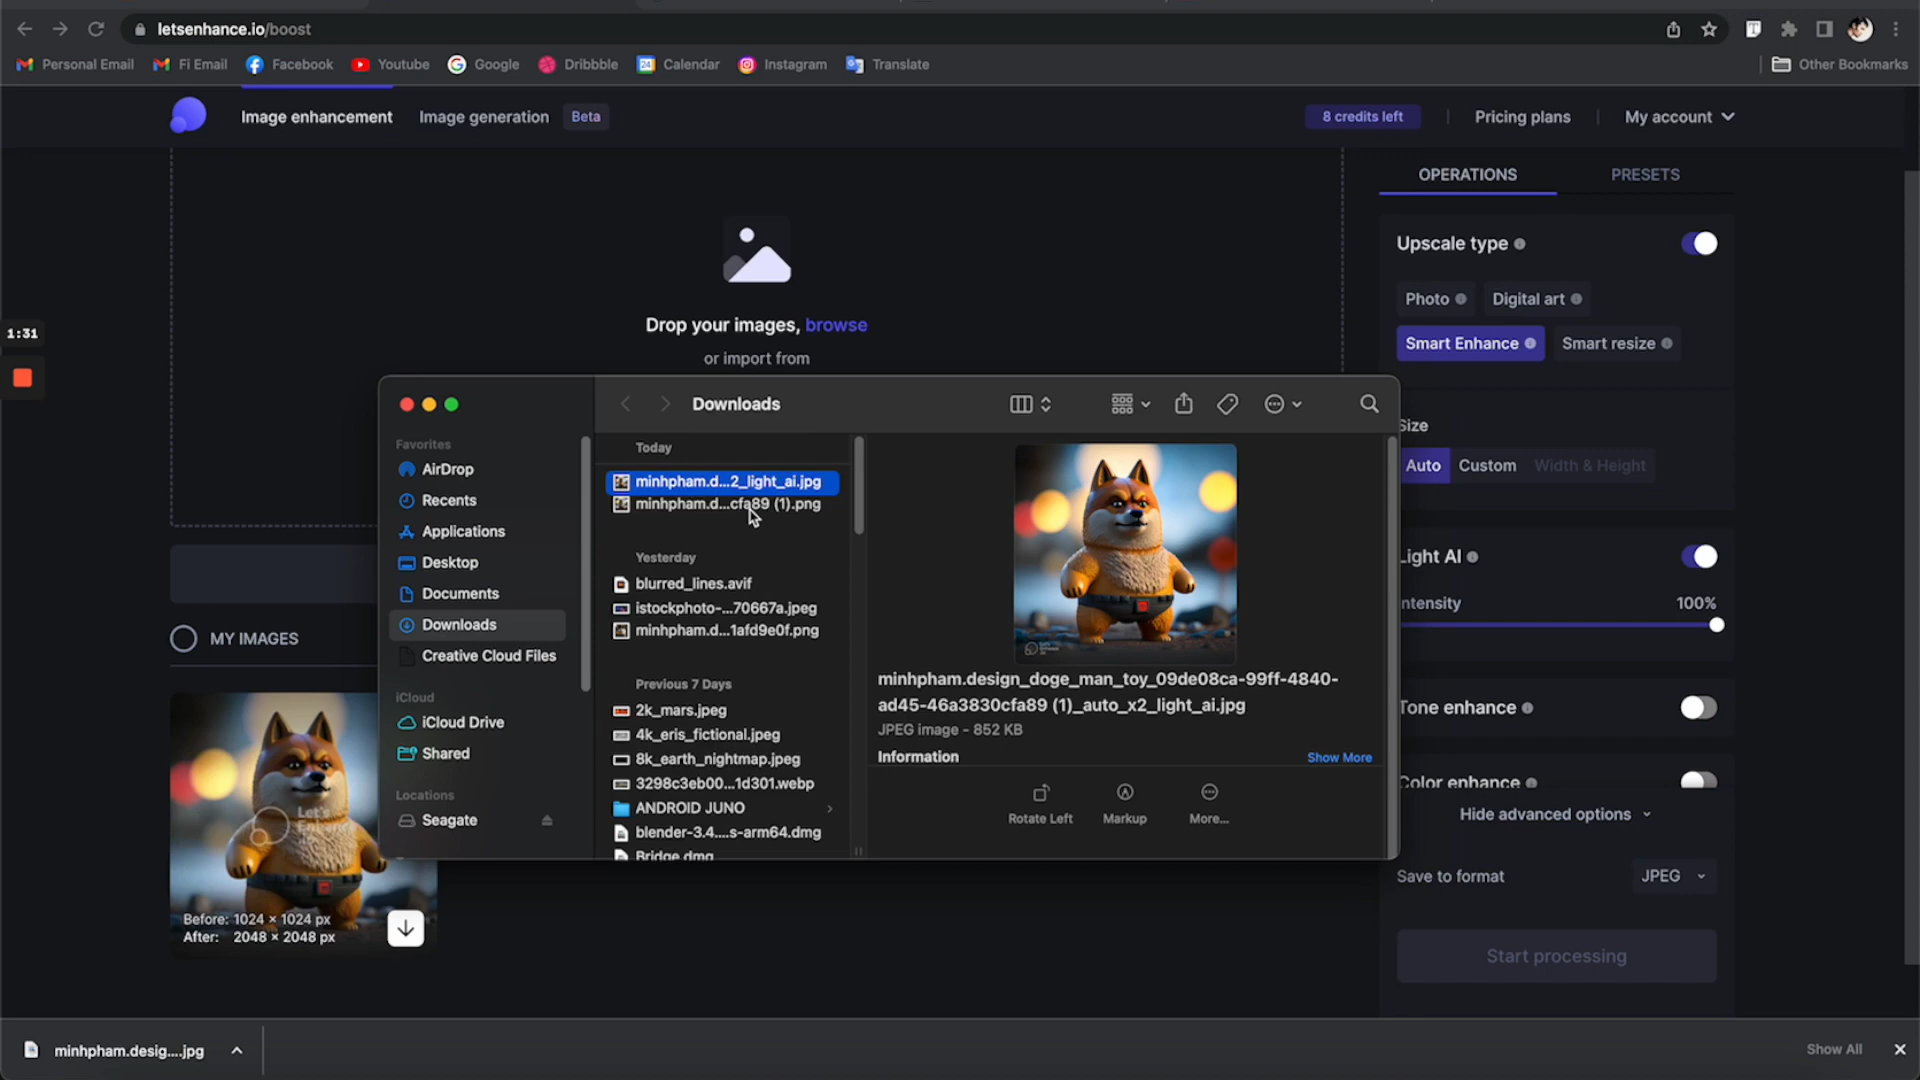 letsenhance.io/boost
Personal Email
Fi Email
Facebook
Youtube
Google
Dribbble
Calendar
Instagram
Translate
Other Bookmarks
Image enhancement
Image generation
Beta
8 credits left
Pricing plans
My account
OPERATIONS
PRESETS
Upscale type
Photo
Digital art
Smart Enhance
Smart resize
Drop your images, browse
or import from
1:31
Downloads
Favorites
AirDrop
Recents
Applications
Desktop
Documents
Downloads
Creative Cloud Files
iCloud
iCloud Drive
Shared
Locations
Seagate
Today
minhpham.d...2_light_ai.jpg
minhpham.d...cfa89 (1).png
Yesterday
blurred_lines.avif
istockphoto-...70667a.jpeg
minhpham.d...1afd9e0f.png
Previous 7 Days
2k_mars.jpeg
4k_eris_fictional.jpeg
8k_earth_nightmap.jpeg
3298c3eb00...1d301.webp
ANDROID JUNO
blender-3.4....s-arm64.dmg
Bridge.dmg
minhpham.design_doge_man_toy_09de08ca-99ff-4840-
ad45-46a3830cfa89 (1)_auto_x2_light_ai.jpg
JPEG image - 852 KB
Information
Show More
Rotate Left
Markup
More...
Size
Auto
Custom
Width & Height
Light AI
Intensity
100%
Tone enhance
Color enhance
Hide advanced options
Save to format
JPEG
Start processing
MY IMAGES
Let's
Enhance
Before: 1024 × 1024 px
After: 2048 × 2048 px
minhpham.desig....jpg
Show All